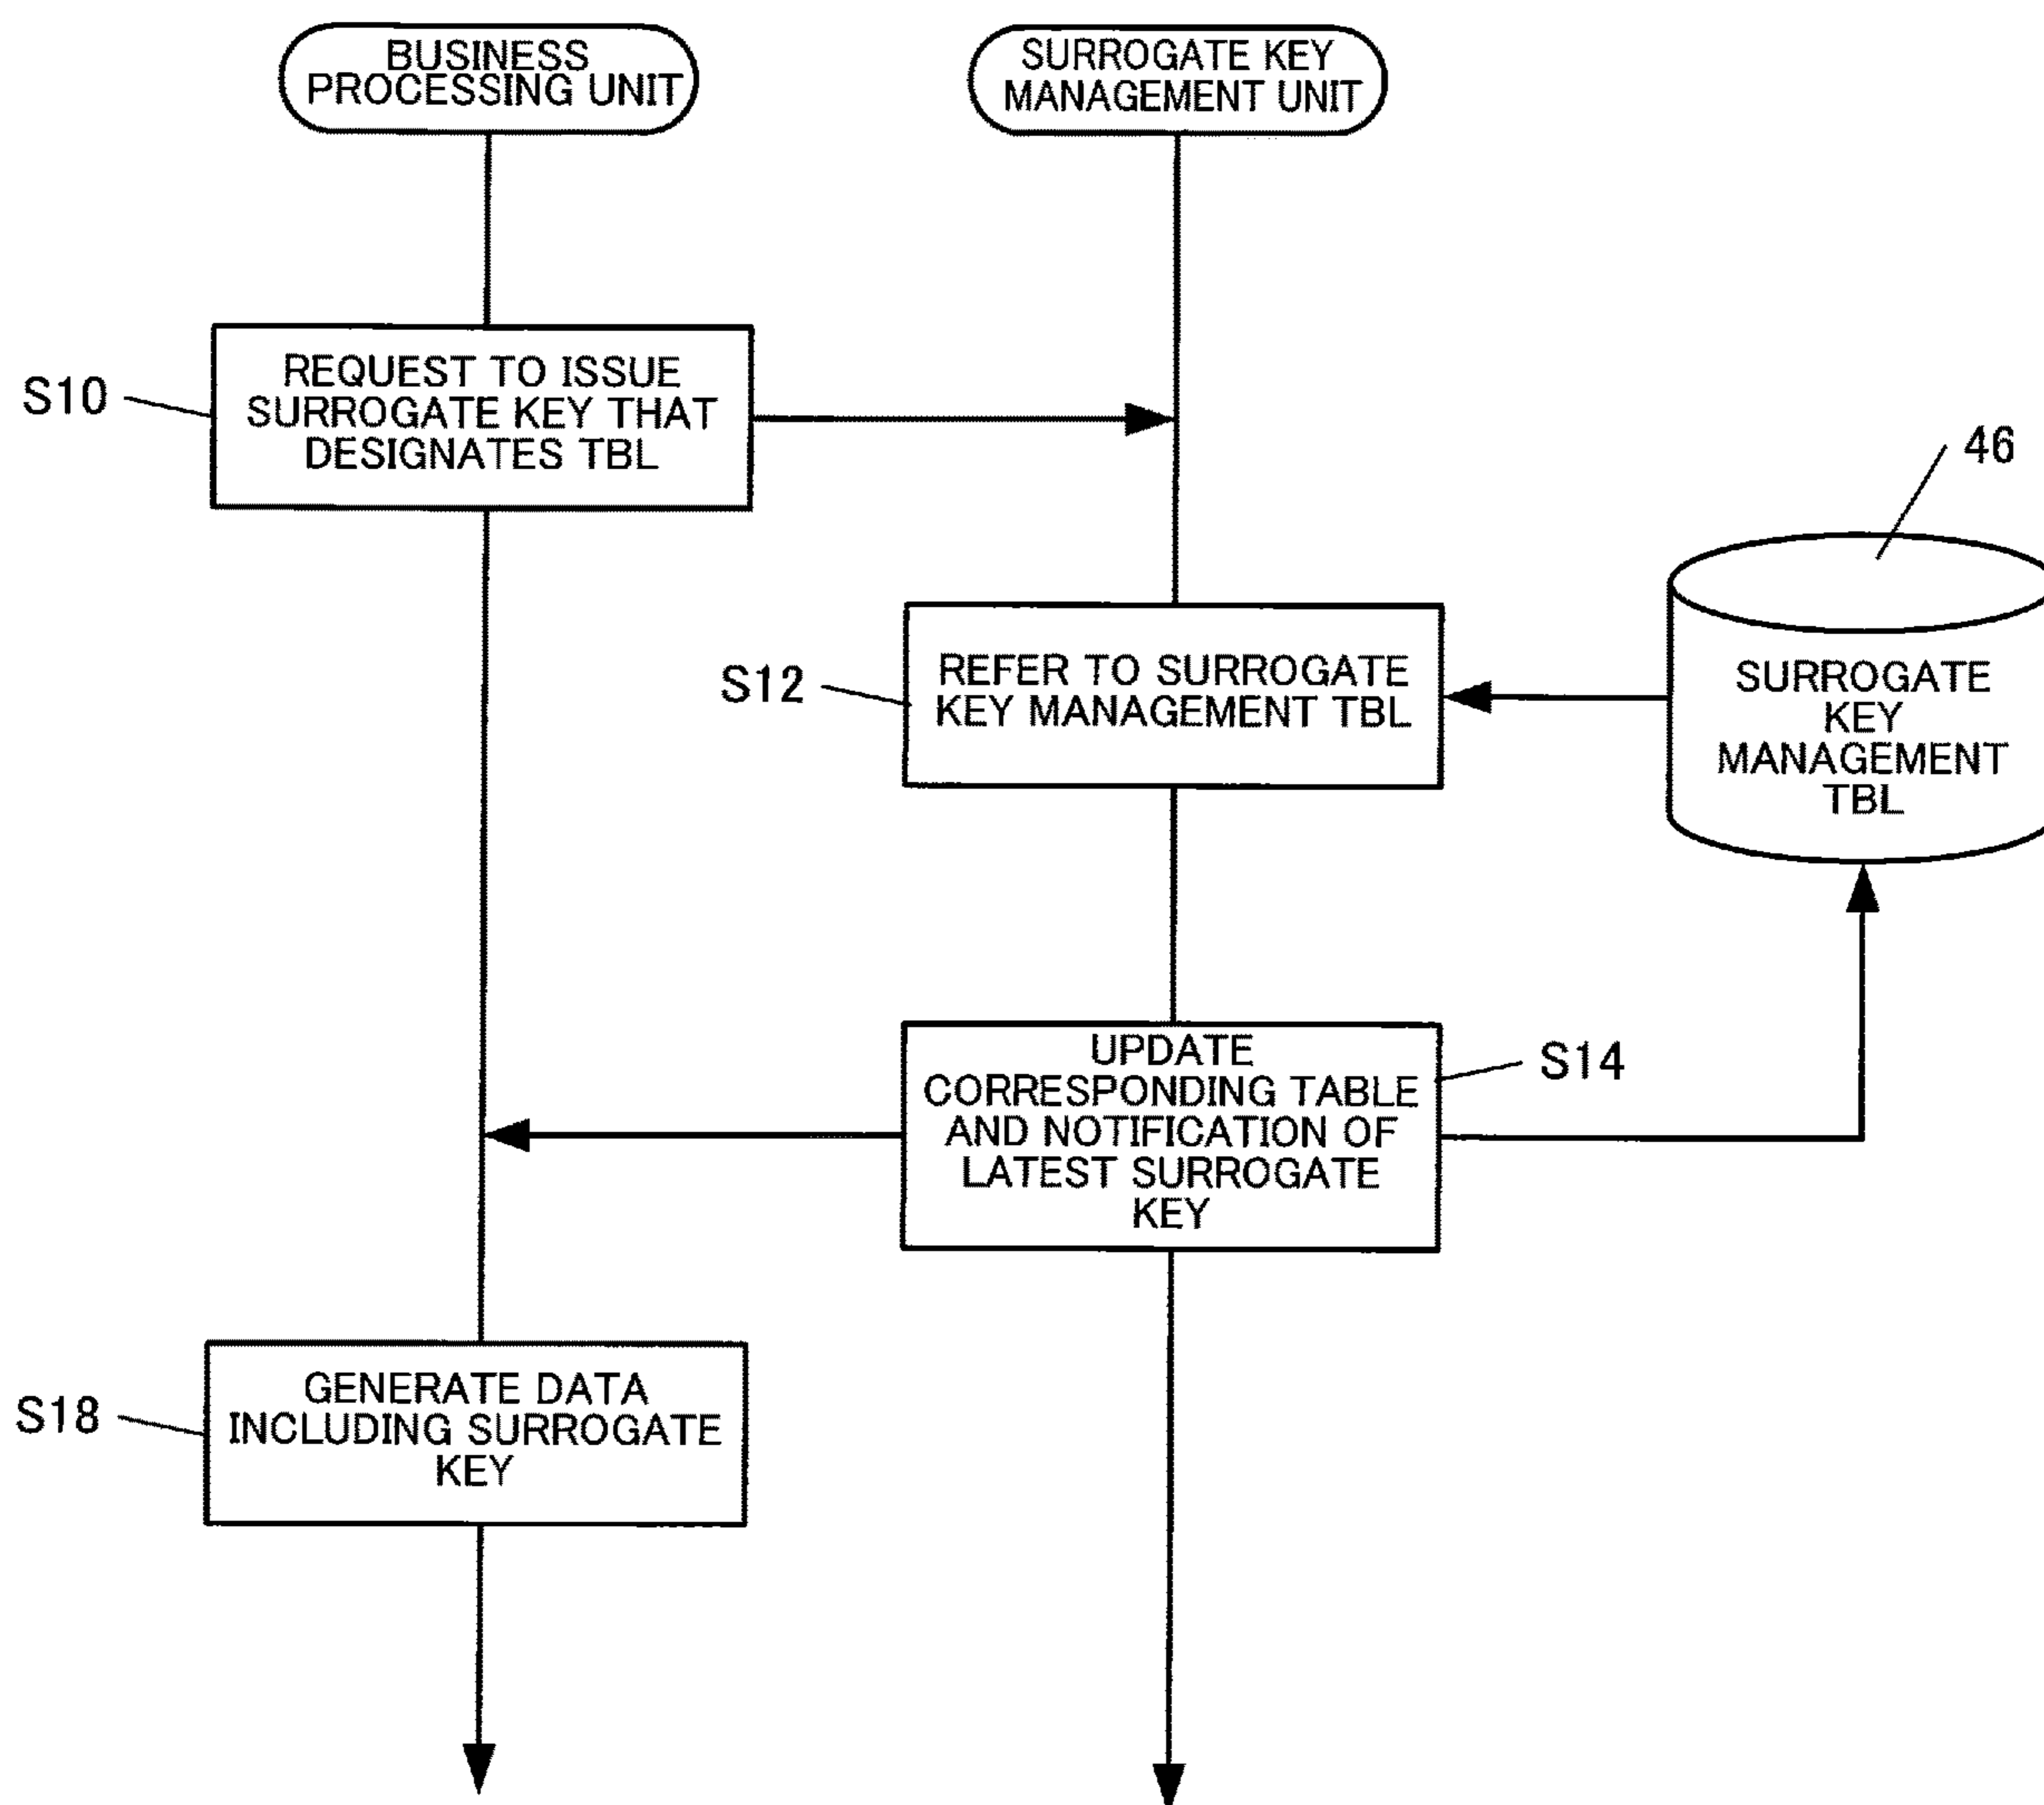 BUSINESS
PROCESSING UNIT
SURROGATE KEY
MANAGEMENT UNIT
S10
REQUEST TO ISSUE
SURROGATE KEY THAT
DESIGNATES TBL
46
S12
REFER TO SURROGATE
KEY MANAGEMENT TBL
SURROGATE
KEY
MANAGEMENT
TBL
UPDATE
CORRESPONDING TABLE
AND NOTIFICATION OF
LATEST SURROGATE
KEY
S14
S18
GENERATE DATA
INCLUDING SURROGATE
KEY